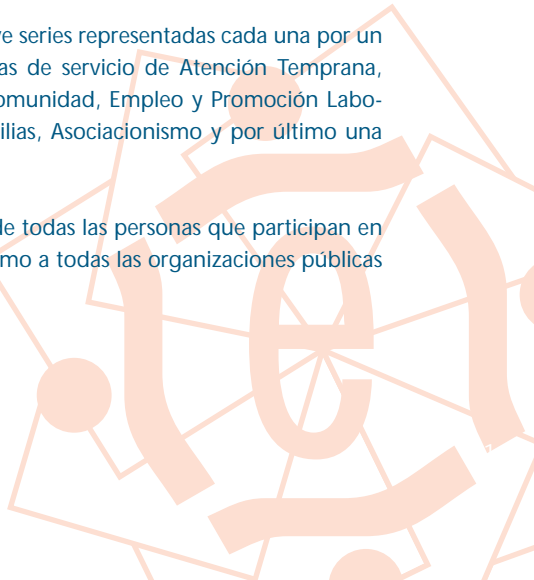 ve series representadas cada una por un
as de servicio de Atención Temprana,
omunidad, Empleo y Promoción Labo-
ilias, Asociacionismo y por último una
de todas las personas que participan en
mo a todas las organizaciones públicas
e